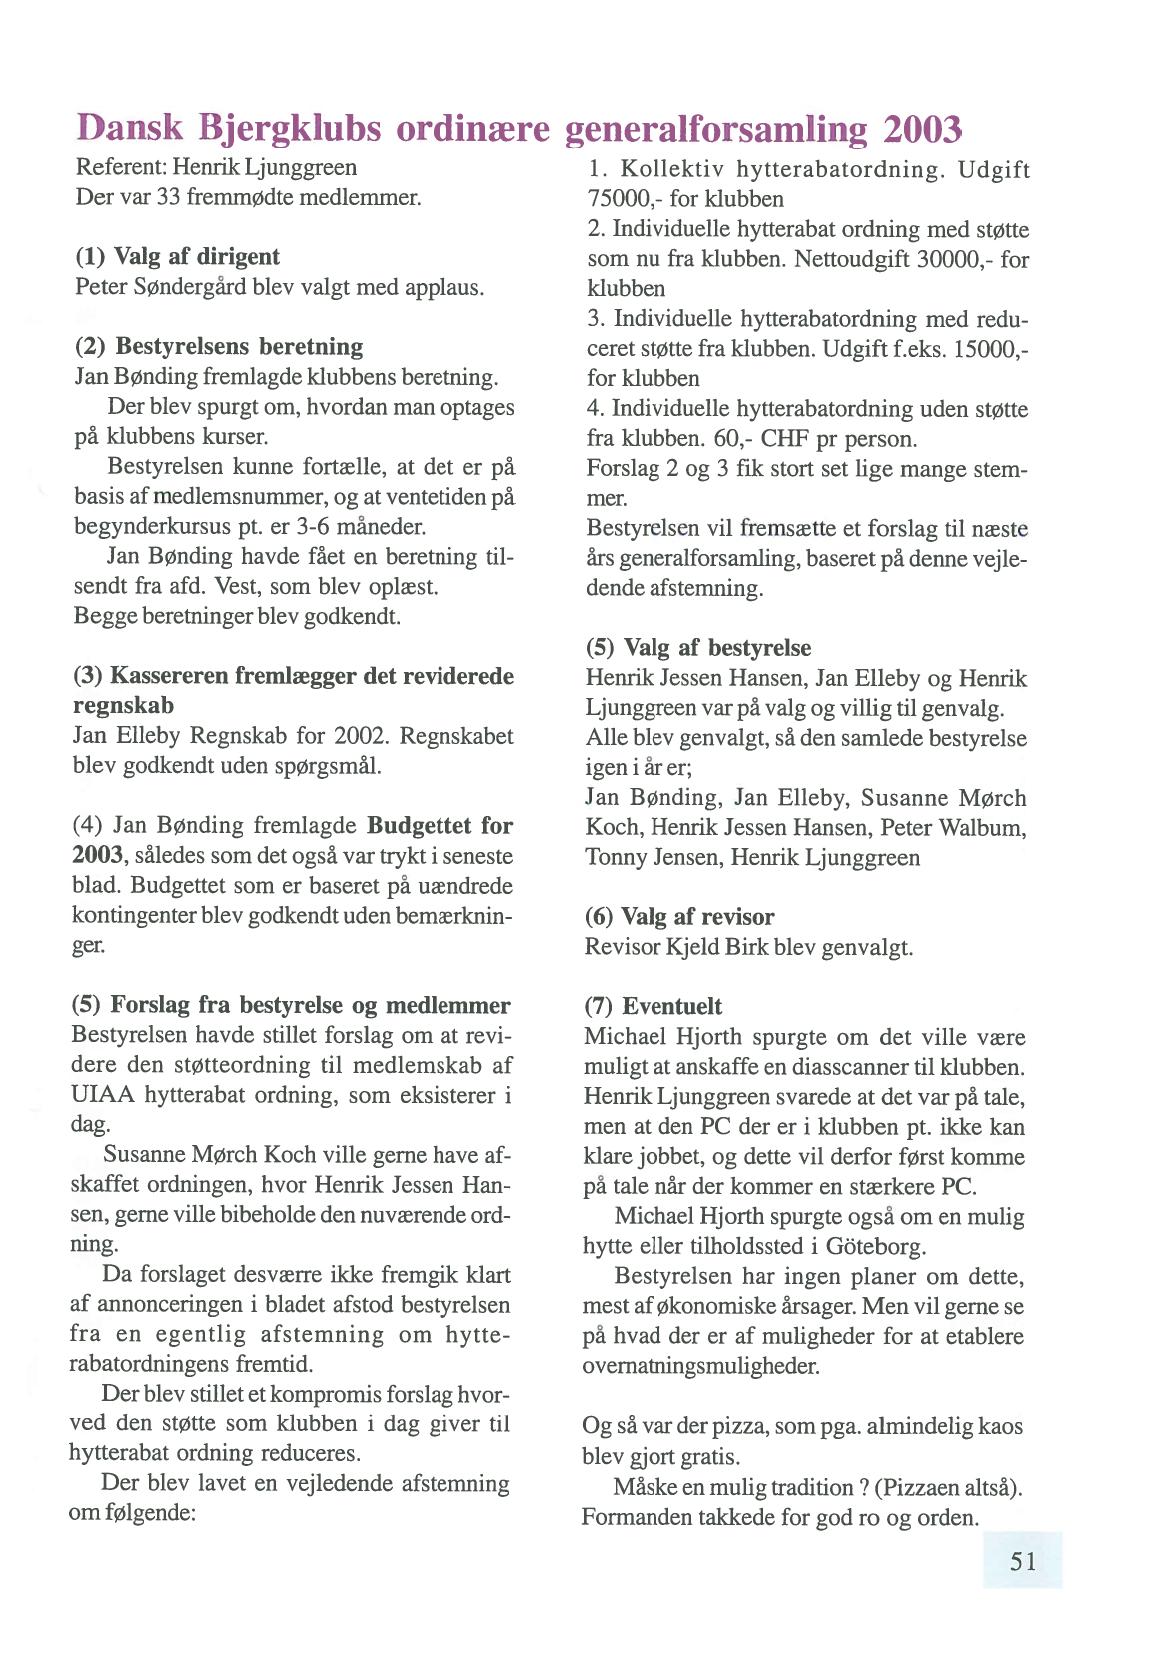 Dansk Bjergklubs ordinære generalforsamling 2003
Referent: Henrik Ljunggreen
Der var 33 fremmødte medlemmer.
(1) Valg af dirigent
Peter Søndergård blev valgt med applaus.
(2) Bestyrelsens beretning
Jan Bønding fremlagde klubbens beretning.
Der blev spurgt om, hvordan man optages
på klubbens kurser.
Bestyrelsen kunne fortælle, at det er på
basis af medlemsnummer, og at ventetiden på
begynderkursus pt. er 3-6 måneder.
Jan Bønding havde fået en beretning til-
sendt fra afd. Vest, som blev oplæst.
Begge beretninger blev godkendt.
(3) Kassereren fremlægger det reviderede
regnskab
Jan Elleby Regnskab for 2002. Regnskabet
blev godkendt uden spørgsmål.
(4) Jan Bønding fremlagde Budgettet for
2003, således som det også var trykt i seneste
blad. Budgettet som er baseret på uændrede
kontingenter blev godkendt uden bemærknin-
ger.
(5) Forslag fra bestyrelse og medlemmer
Bestyrelsen havde stillet forslag om at revi-
dere den støtteordning til medlemskab af
UIAA hytterabat ordning, som eksisterer i
dag.
Susanne Mørch Koch ville gerne have af-
skaffet ordningen, hvor Henrik Jessen Han-
sen, gerne ville bibeholde den nuværende ord-
ning.
Da forslaget desværre ikke fremgik klart
af annonceringen i bladet afstod bestyrelsen
fra en egentlig afstemning om hytte-
rabatordningens fremtid.
Der blev stillet et kompromis forslag hvor-
ved den støtte som klubben i dag giver til
hytterabat ordning reduceres.
Der blev lavet en vejledende afstemning
om følgende:
1. Kollektiv hytterabatordning. Udgift
75000,- for klubben
2. Individuelle hytterabat ordning med støtte
som nu fra klubben. Nettoudgift 30000,- for
klubben
3. Individuelle hytterabatordning med redu-
ceret støtte fra klubben. Udgift f.eks. 15000,-
for klubben
4. Individuelle hytterabatordning uden støtte
fra klubben. 60,- CHF pr person.
Forslag 2 og 3 fik stort set lige mange stem-
mer.
Bestyrelsen vil fremsætte et forslag til næste
års generalforsamling, baseret på denne vejle-
dende afstemning.
(5) Valg af bestyrelse
Henrik Jessen Hansen, Jan Elleby og Henrik
Ljunggreen var på valg og villig til genvalg.
Alle blev genvalgt, så den samlede bestyrelse
igen i år er;
Jan Bønding, Jan Elleby, Susanne Mørch
Koch, Henrik Jessen Hansen, Peter Walbum,
Tonny Jensen, Henrik Ljunggreen
(6) Valg af revisor
Revisor Kjeld Birk blev genvalgt.
(7) Eventuelt
Michael Hjorth spurgte om det ville være
muligt at anskaffe en diasscanner til klubben.
Henrik Ljunggreen svarede at det var på tale,
men at den PC der er i klubben pt. ikke kan
klare jobbet, og dette vil derfor først komme
på tale når der kommer en stærkere PC.
Michael Hjorth spurgte også om en mulig
hytte eller tilholdssted i Göteborg.
Bestyrelsen har ingen planer om dette,
mest af økonomiske årsager. Men vil gerne se
på hvad der er af muligheder for at etablere
overnatningsmuligheder.
Og så var der pizza, som pga. almindelig kaos
blev gjort gratis.
Måske en mulig tradition ? (Pizzaen altså).
Formanden takkede for god ro og orden.
51